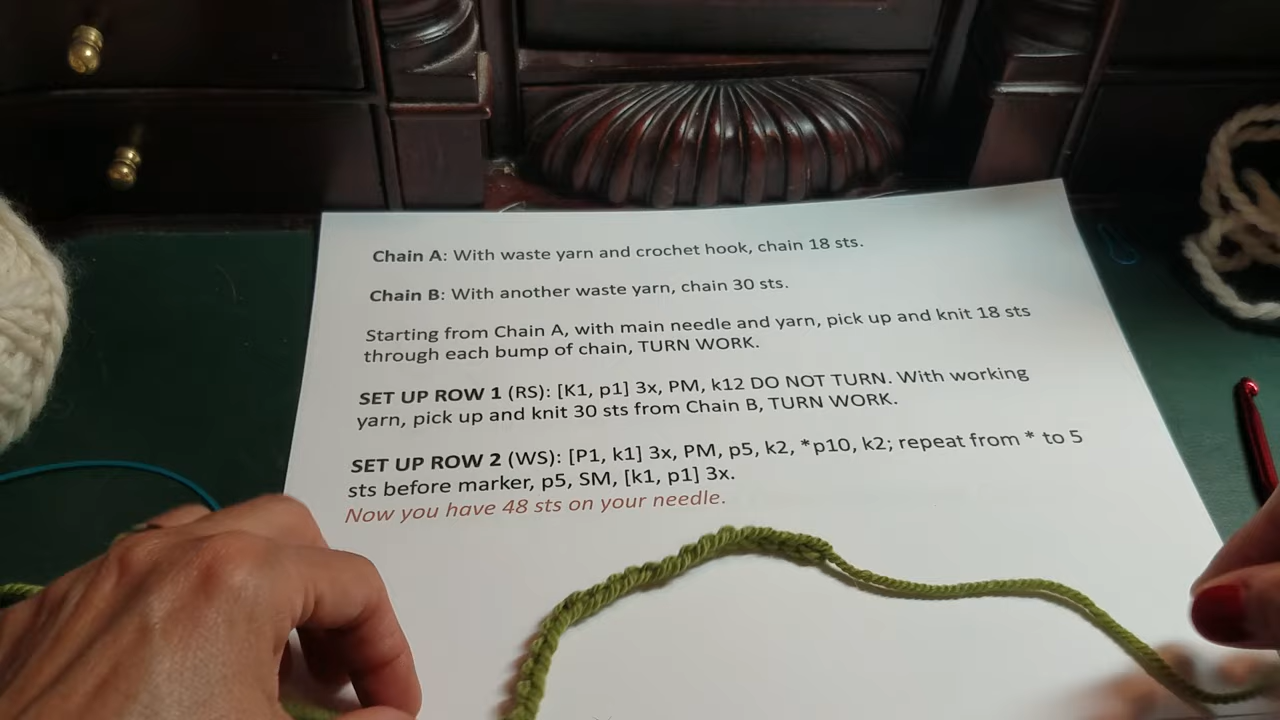 Chain A: With waste yarn and crochet hook, chain 18 sts.
Chain B: With another waste yarn, chain 30 sts.
Starting from Chain A, with main needle and yarn, pick up and knit 18 sts
through each bump of chain, TURN WORK.
SET UP ROW 1 (RS): [K1, p1] 3x, PM, k12 DO NOT TURN. With working
yarn, pick up and knit 30 sts from Chain B, TURN WORK.
SET UP ROW 2 (WS): [P1, k1] 3x, PM, p5, k2, *p10, k2; repeat from * to 5
sts before marker, p5, SM, [k1, p1] 3x.
Now you have 48 sts on your needle.